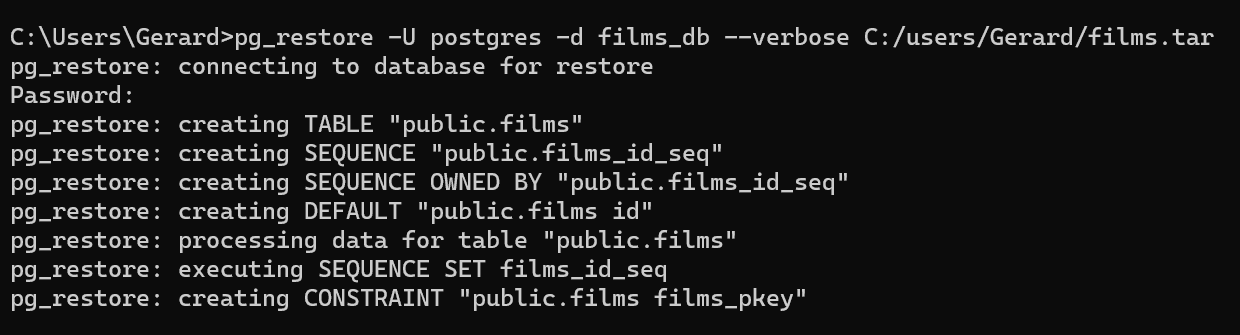 C:\Users\Gerard>pg_restore -U postgres -d films_db --verbose C:/users/Gerard/films.tar
pg_restore: connecting to database for restore
Password:
pg_restore: creating TABLE "public.films"
pg_restore: creating SEQUENCE "public.films_id_seq"
pg_restore: creating SEQUENCE OWNED BY "public.films_id_seq"
pg_restore: creating DEFAULT "public.films id"
pg_restore: processing data for table "public.films"
pg_restore: executing SEQUENCE SET films_id_seq
pg_restore: creating CONSTRAINT "public.films films_pkey"